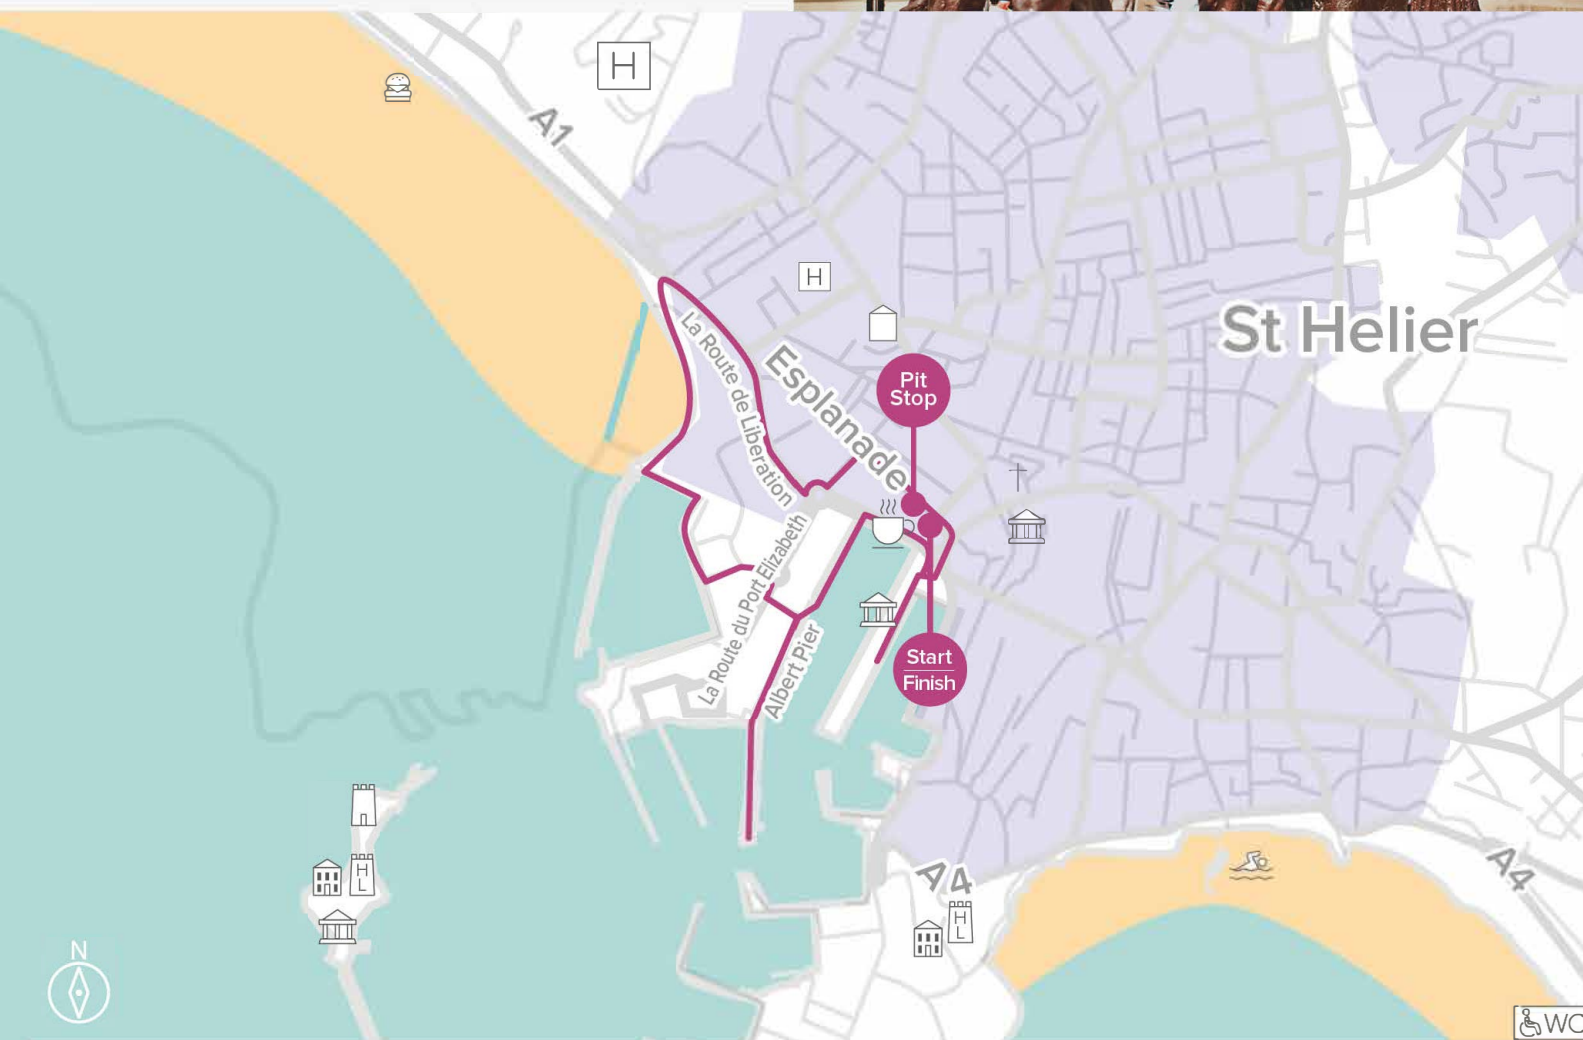 H
A1
H
La Route de Liberation
Esplanade
St Helier
Pit
Stop
La Route du Port Elizabeth
Albert Pier
Start
Finish
H
L
A4
H
L
A4
N
WC